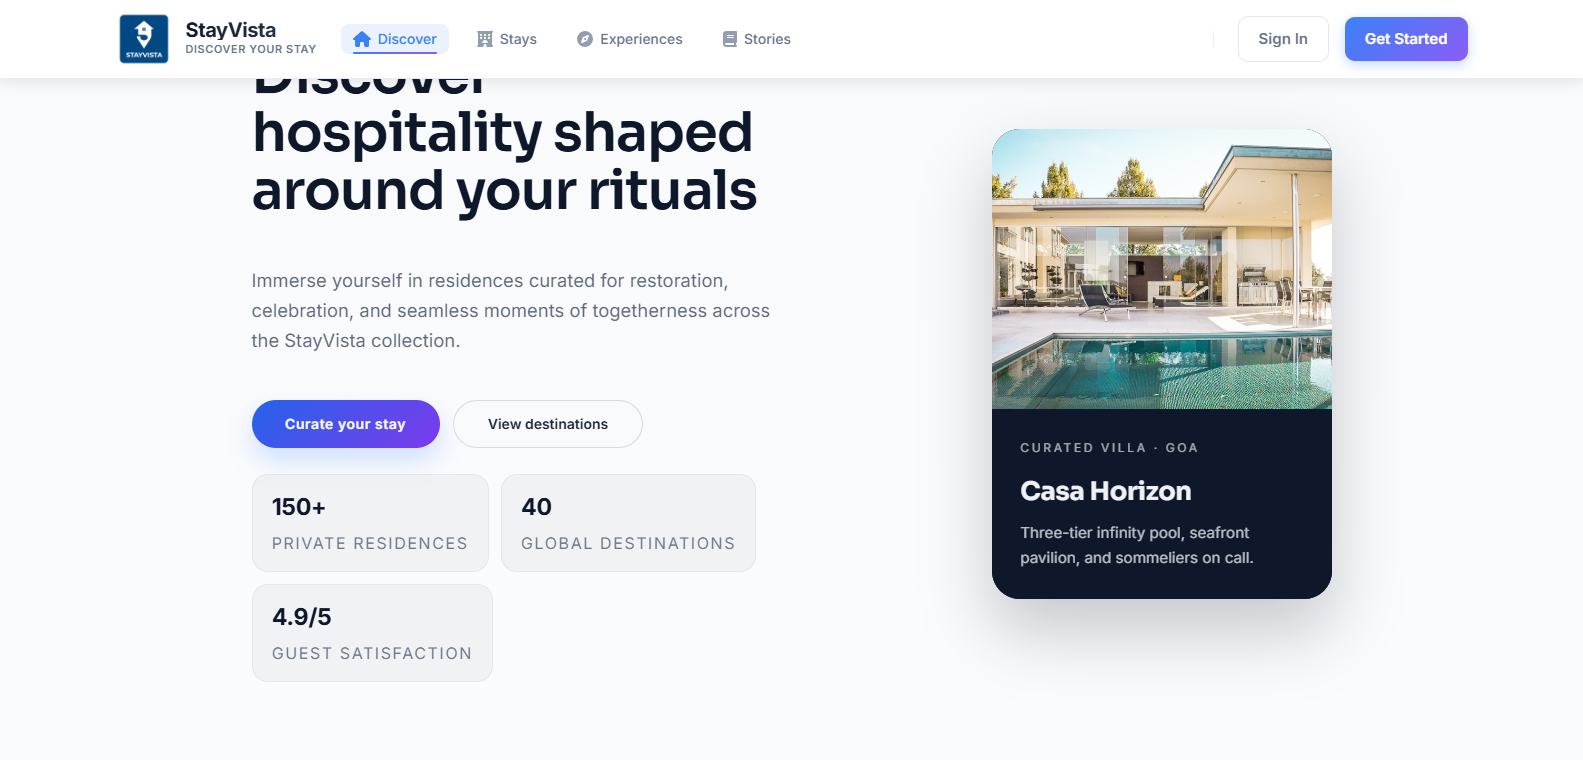 STAYVISTA
StayVista
DISCOVER YOUR STAY
Discover
Stays
Experiences
Stories
Sign In
Get Started
Discover
hospitality shaped
around your rituals
Immerse yourself in residences curated for restoration,
celebration, and seamless moments of togetherness across
the StayVista collection.
Curate your stay
View destinations
150+
PRIVATE RESIDENCES
40
GLOBAL DESTINATIONS
4.9/5
GUEST SATISFACTION
CURATED VILLA · GOA
Casa Horizon
Three-tier infinity pool, seafront
pavilion, and sommeliers on call.